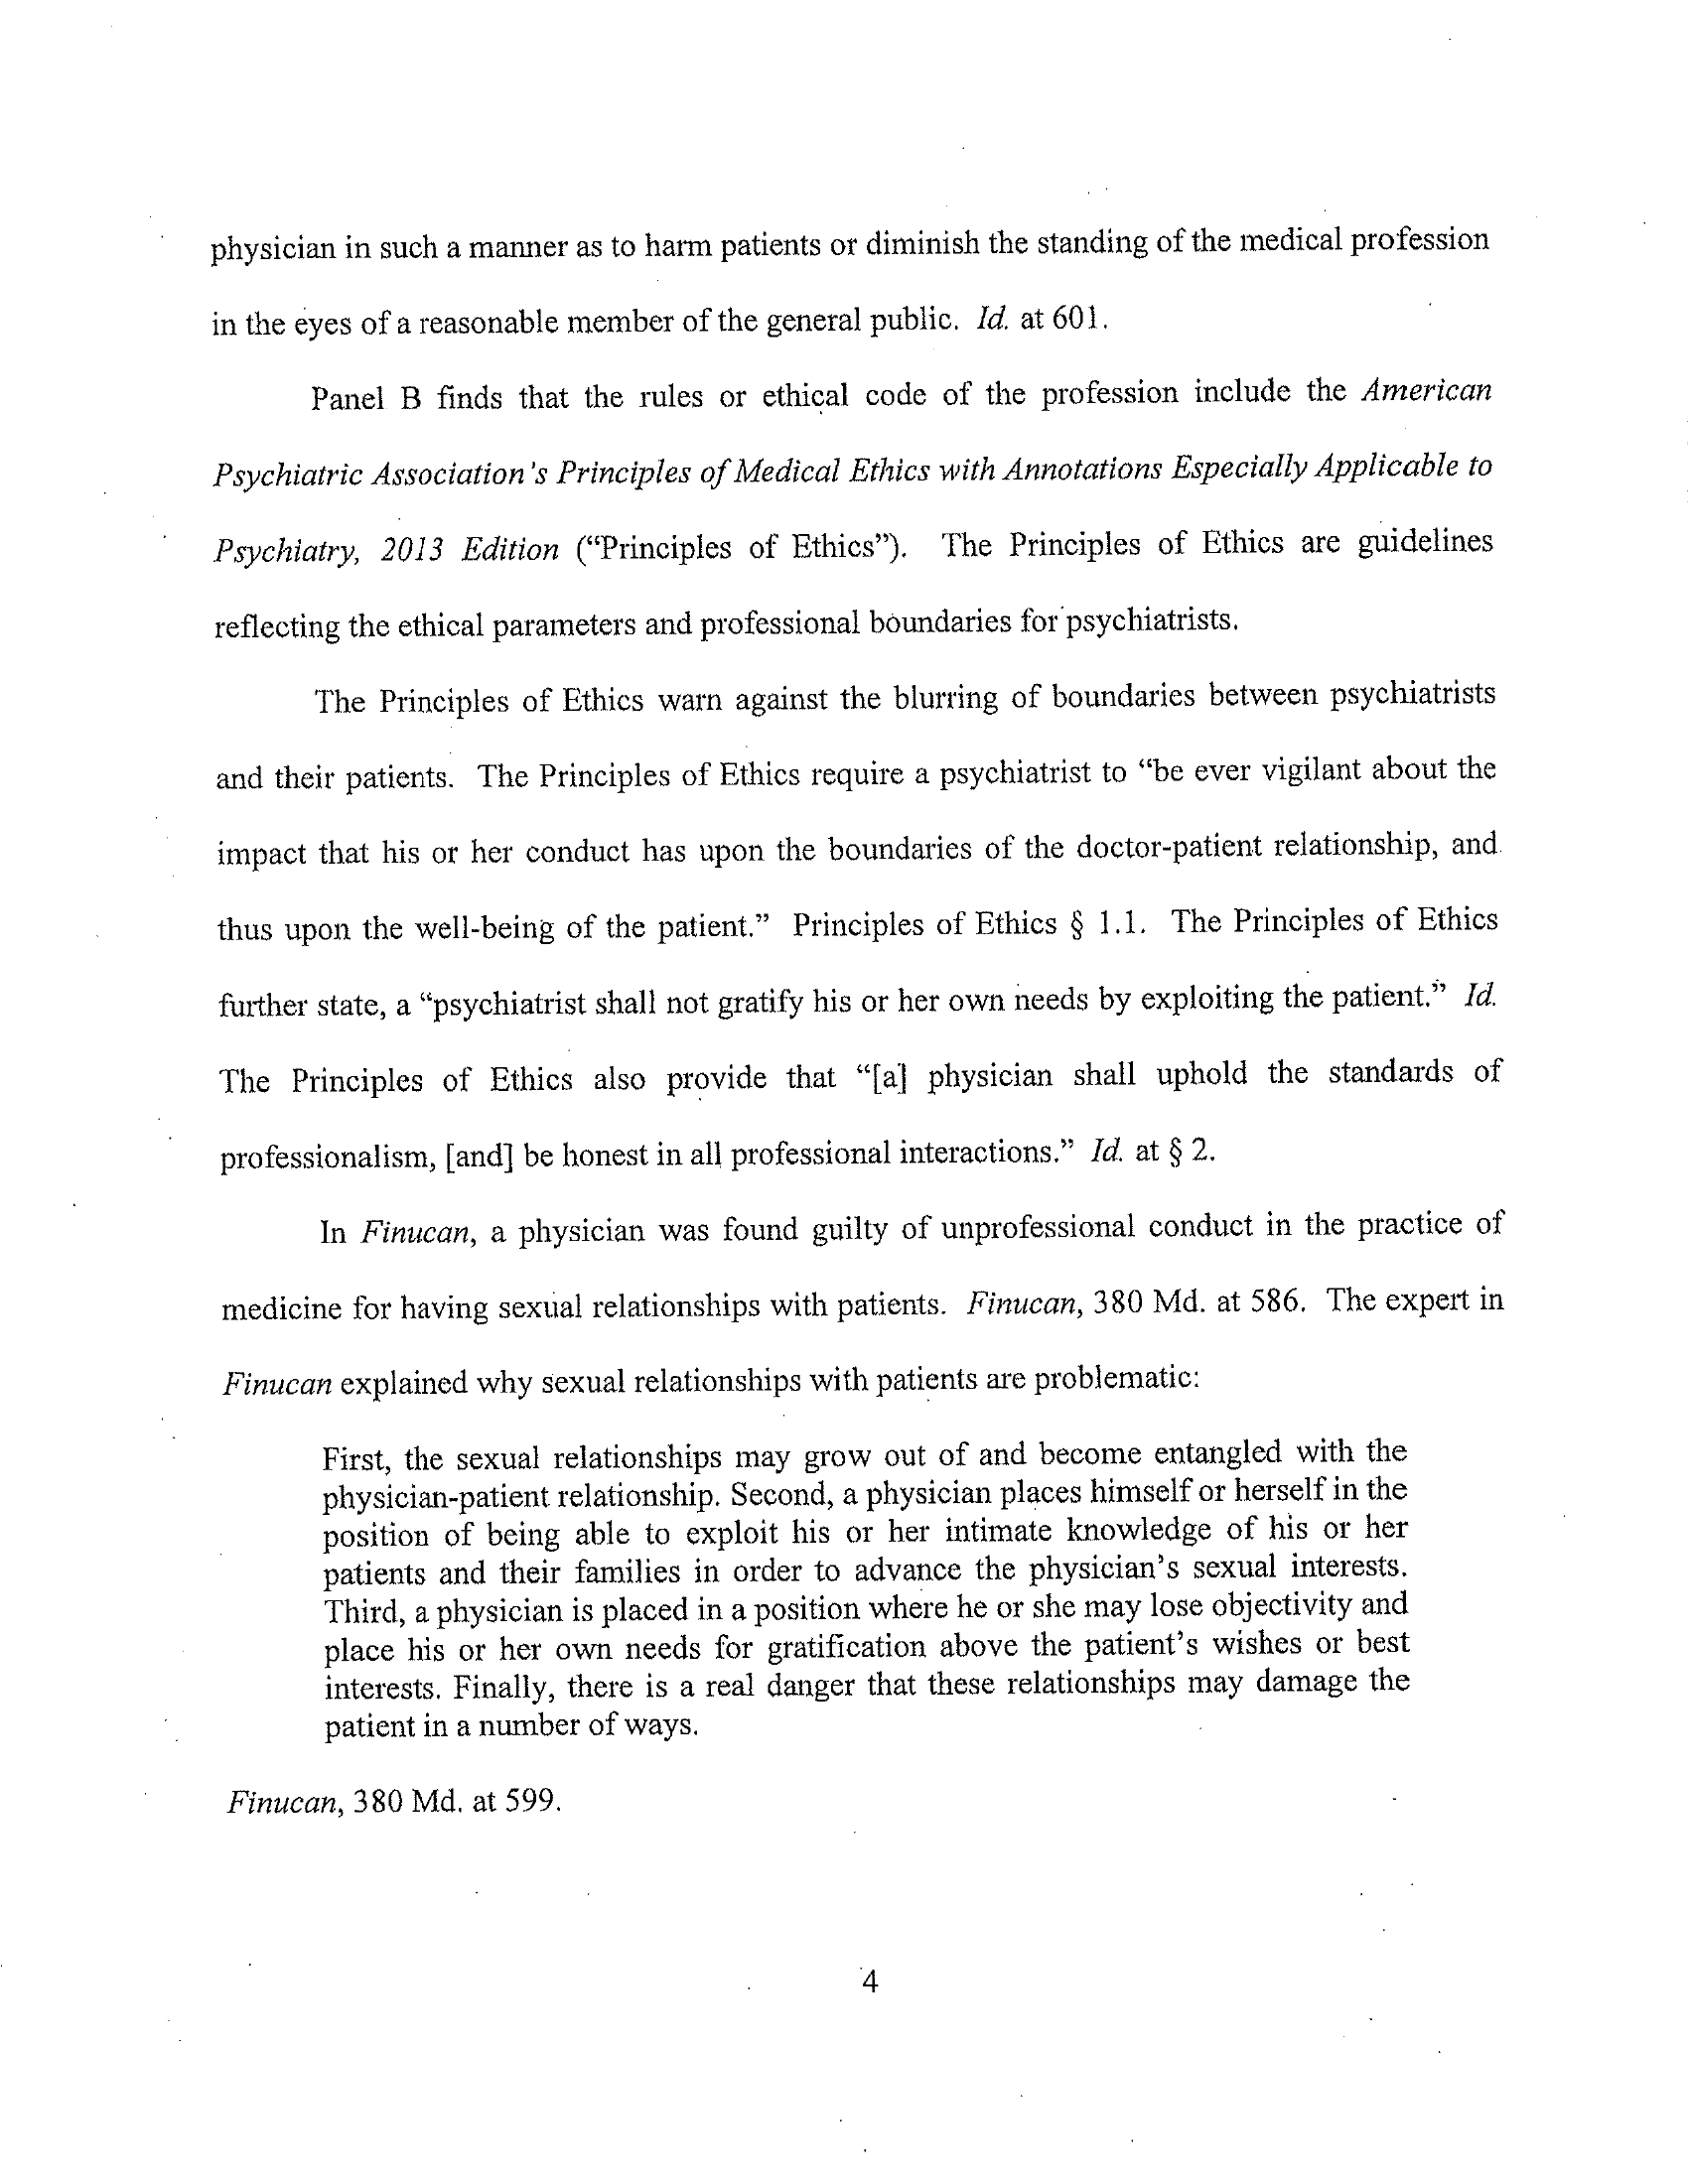 physician in such a manner as to harm patients or diminish the standing of the medical profession
in the eyes of a reasonable member of the general public. Id. at 601.
Panel B finds that the rules or ethical code of the profession include the American
Psychiatric Association's Principles of Medical Ethics with Annotations Especially Applicable to
Psychiatry, 2013 Edition (“Principles of Ethics”). The Principles of Ethics are guidelines
reflecting the ethical parameters and professional boundaries for psychiatrists.
The Principles of Ethics warn against the blurring of boundaries between psychiatrists
and their patients. The Principles of Ethics require a psychiatrist to “be ever vigilant about the
impact that his or her conduct has upon the boundaries of the doctor-patient relationship, and
thus upon the well-being of the patient.” Principles of Ethics § 1.1. The Principles of Ethics
further state, a “psychiatrist shall not gratify his or her own needs by exploiting the patient.” Id.
The Principles of Ethics also provide that “[a] physician shall uphold the standards of
professionalism, [and] be honest in all professional interactions.” Id. at § 2.
In Finucan, a physician was found guilty of unprofessional conduct in the practice of
medicine for having sexual relationships with patients. Finucan, 380 Md. at 586. The expert in
Finucan explained why sexual relationships with patients are problematic:
First, the sexual relationships may grow out of and become entangled with the
physician-patient relationship. Second, a physician places himself or herself in the
position of being able to exploit his or her intimate knowledge of his or her
patients and their families in order to advance the physician's sexual interests.
Third, a physician is placed in a position where he or she may lose objectivity and
place his or her own needs for gratification above the patient's wishes or best
interests. Finally, there is a real danger that these relationships may damage the
patient in a number of ways.
Finucan, 380 Md. at 599.
4